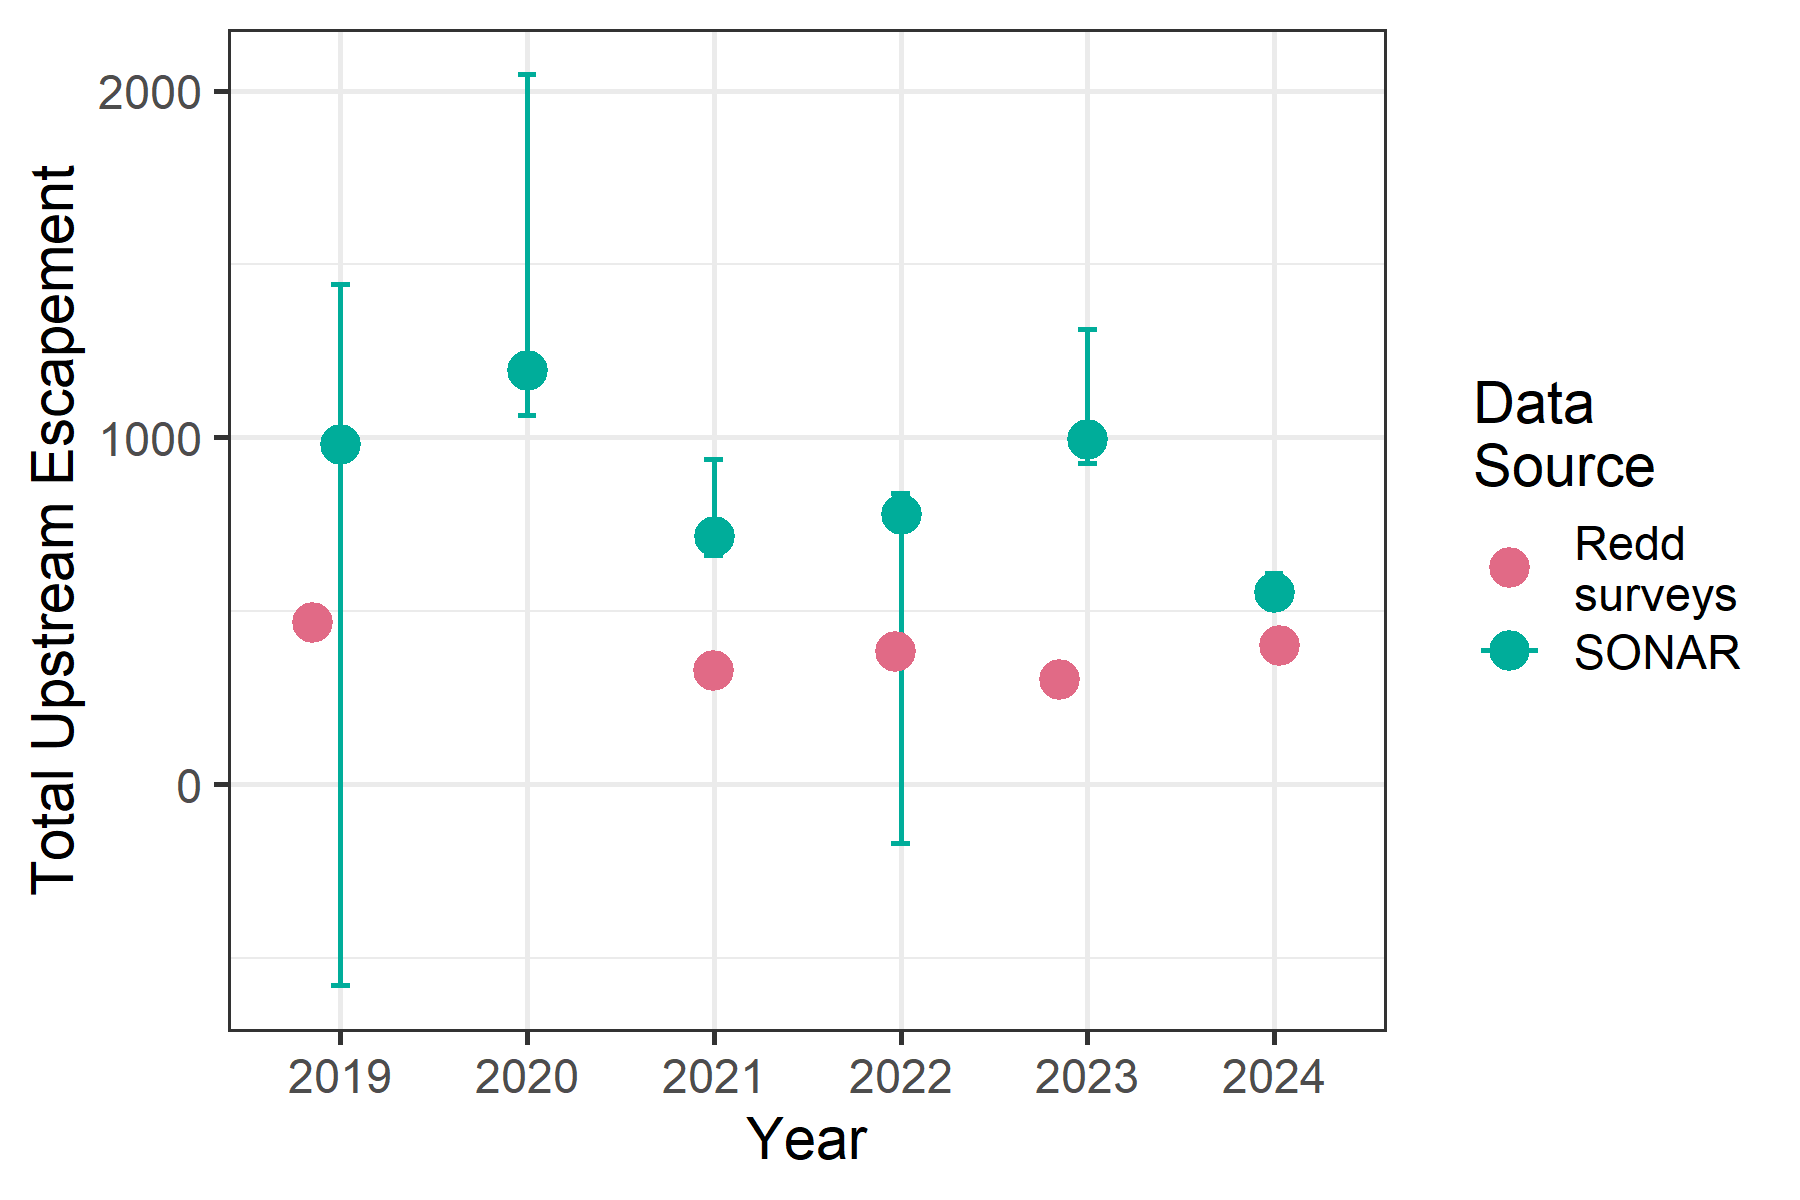 Total Upstream Escapement
2000
1000
0
2019 2020 2021 2022 2023 2024
Year
Data
Source
Redd
surveys
SONAR